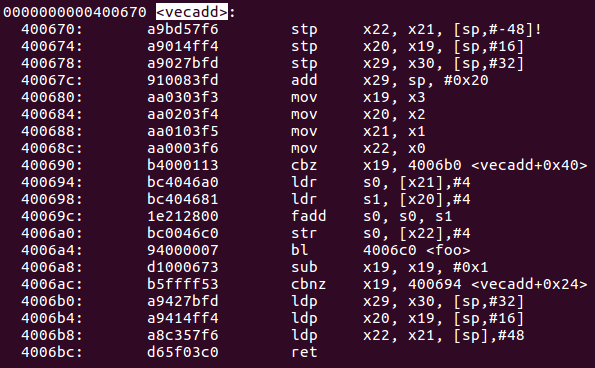 0000000000400670 <vecadd>:
400670: a9bd57f6 stp x22, x21, [sp,#-48]!
400674: a9014ff4 stp x20, x19, [sp,#16]
400678: a9027bfd stp x29, x30, [sp,#32]
40067c: 910083fd add x29, sp, #0x20
400680: aa0303f3 mov x19, x3
400684: aa0203f4 mov x20, x2
400688: aa0103f5 mov x21, x1
40068c: aa0003f6 mov x22, x0
400690: b4000113 cbz x19, 4006b0 <vecadd+0x40>
400694: bc4046a0 ldr s0, [x21],#4
400698: bc404681 ldr s1, [x20],#4
40069c: 1e212800 fadd s0, s0, s1
4006a0: bc0046c0 str s0, [x22],#4
4006a4: 94000007 bl 4006c0 <foo>
4006a8: d1000673 sub x19, x19, #0x1
4006ac: b5ffff53 cbnz x19, 400694 <vecadd+0x24>
4006b0: a9427bfd ldp x29, x30, [sp,#32]
4006b4: a9414ff4 ldp x20, x19, [sp,#16]
4006b8: a8c357f6 ldp x22, x21, [sp],#48
4006bc: d65f03c0 ret